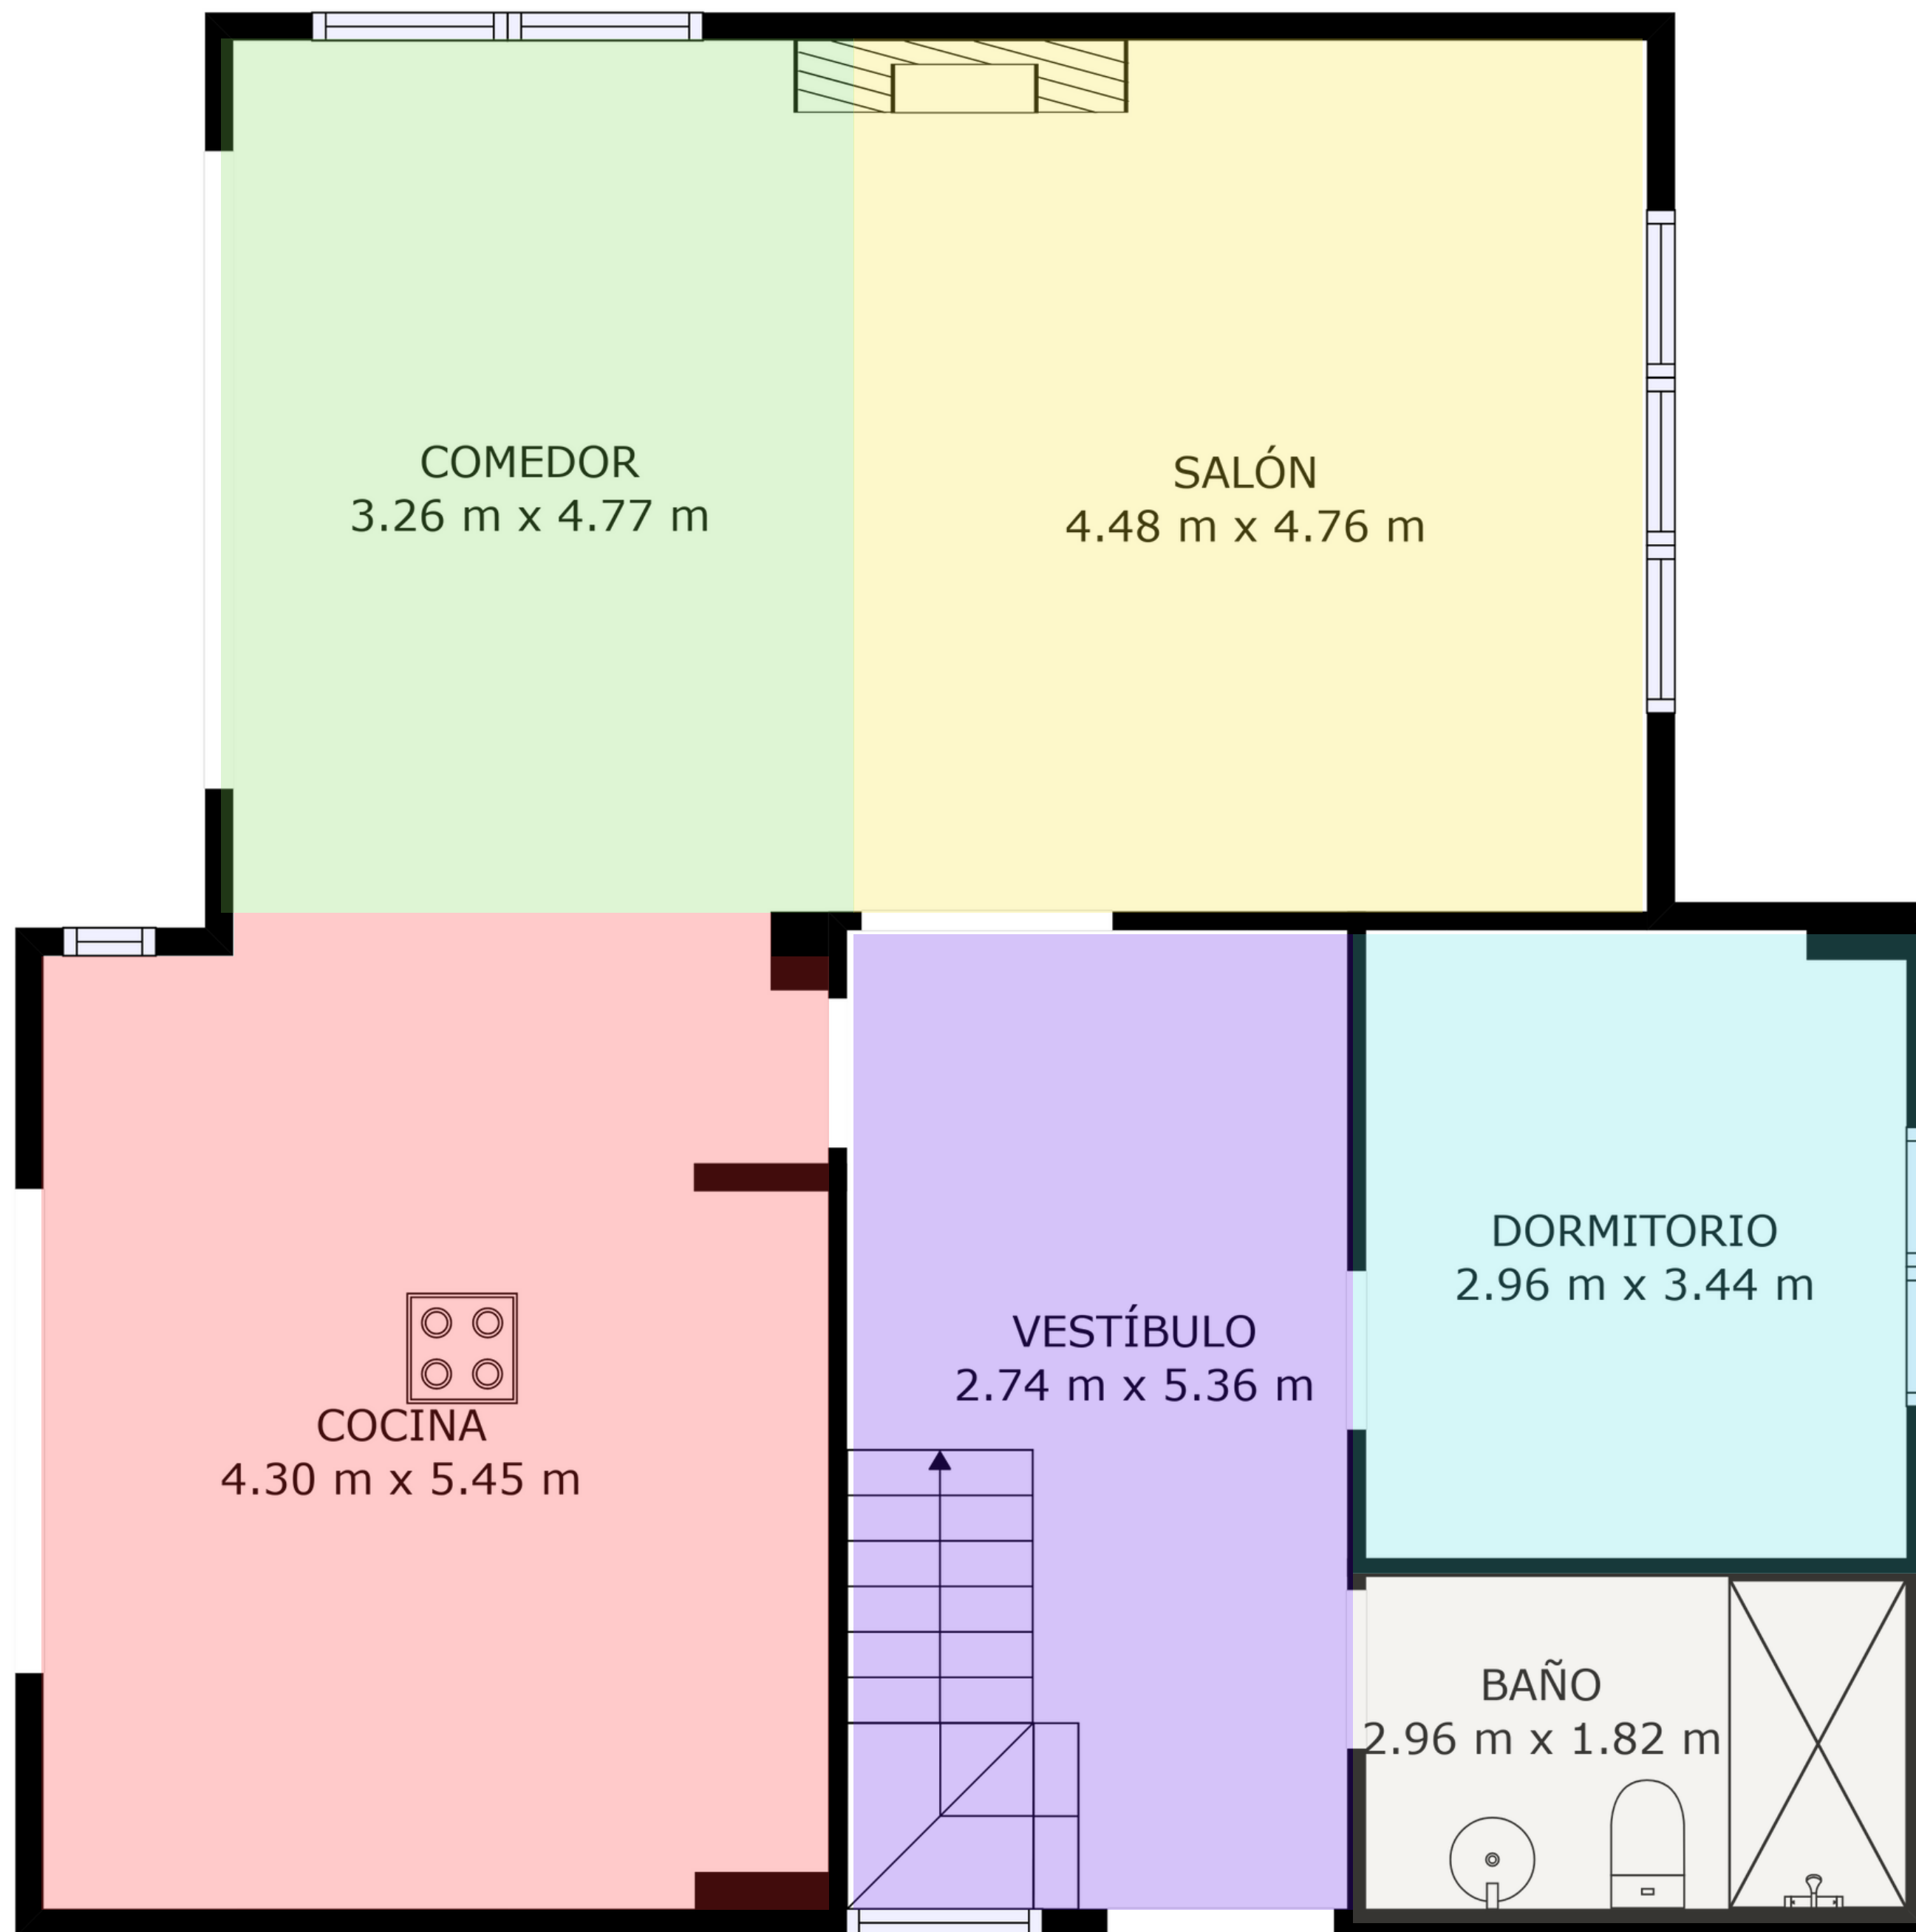 COMEDOR
3.26 m x 4.77 m
SALÓN
4.48 m x 4.76 m
DORMITORIO
2.96 m x 3.44 m
VESTÍBULO
2.74 m x 5.36 m
COCINA
4.30 m x 5.45 m
BAÑO
2.96 m x 1.82 m